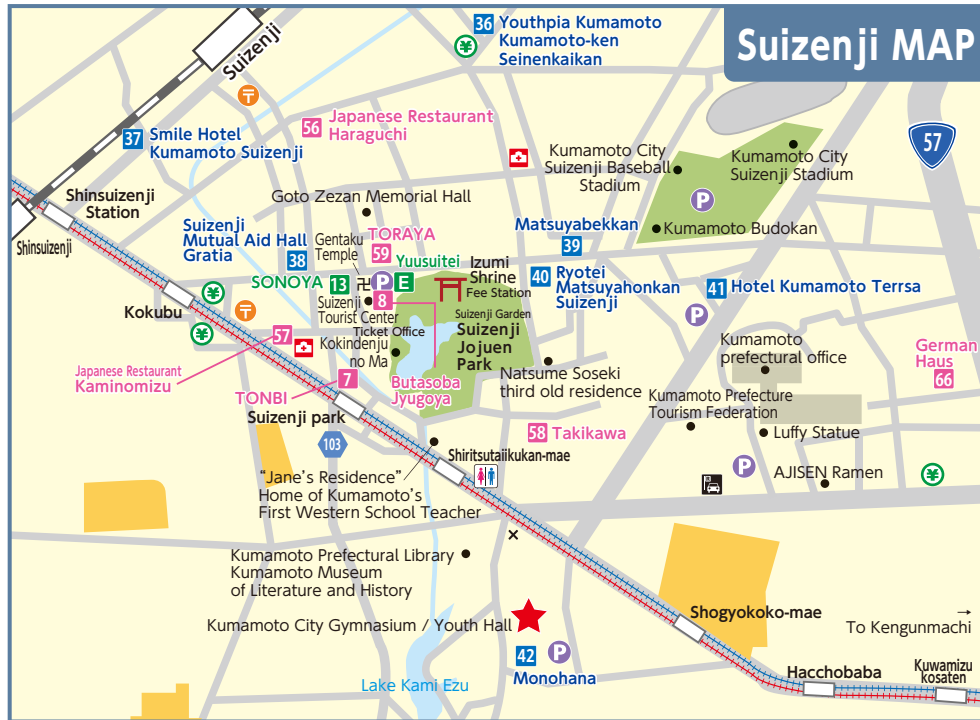 Suizenji MAP
36 Youthpia Kumamoto
Kumamoto-ken
Seinenkaikan
Suizenji
〒
57
37 Smile Hotel
Kumamoto Suizenji
56 Japanese Restaurant
Haraguchi
Kumamoto City
Suizenji Baseball
Stadium
Kumamoto City
Suizenji Stadium
P
Kumamoto Budokan
Shinsuizenji
Station
Shinsuizenji
Goto Zezan Memorial Hall
Suizenji
Mutual Aid Hall
Gratia
38
Gentaku
Temple
卍
TORAYA
59
Yuusuitei
P E
SONOYA 13
8
Suizenji
Tourist Center
Ticket Office
Izumi
Shrine
Fee Station
Suizenji Garden
Suizenji
Jojuen
Park
Matsuyabekkan
39
40 Ryotei
Matsuyahonkan
Suizenji
41 Hotel Kumamoto Terrsa
P
Kokubu
¥
¥
〒
57
Japanese Restaurant
Kaminomizu
Kokindenju
no Ma
Butasoba
Jyugoya
TONBI 7
Natsume Soseki
third old residence
Kumamoto
prefectural office
German
Haus
66
Kumamoto Prefecture
Tourism Federation
Luffy Statue
Suizenji park
103
58 Takikawa
Shiritsutaiikukan-mae
P
AJISEN Ramen
¥
¥
"Jane's Residence"
Home of Kumamoto's
First Western School Teacher
Kumamoto Prefectural Library
Kumamoto Museum
of Literature and History
Kumamoto City Gymnasium / Youth Hall
42
P
Monohana
Lake Kami Ezu
Shogyokoko-mae
→
To Kengunmachi
Hacchobaba
Kuwamizu
kosaten